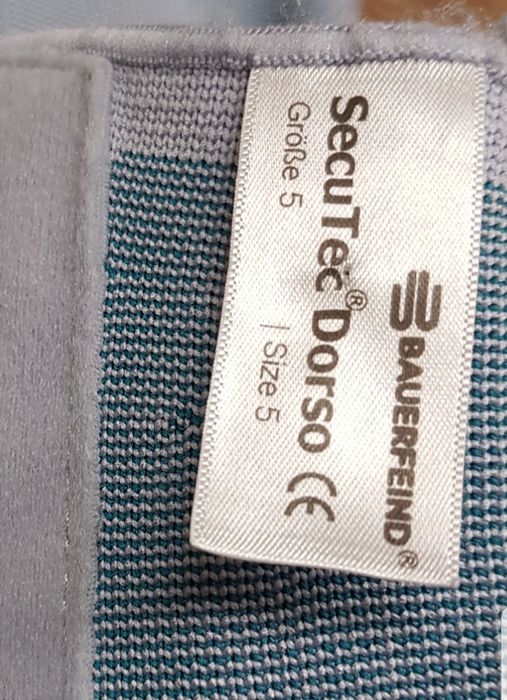 BAUERFEIND®
SecuTec® Dorso CE
Größe 5 | Size 5